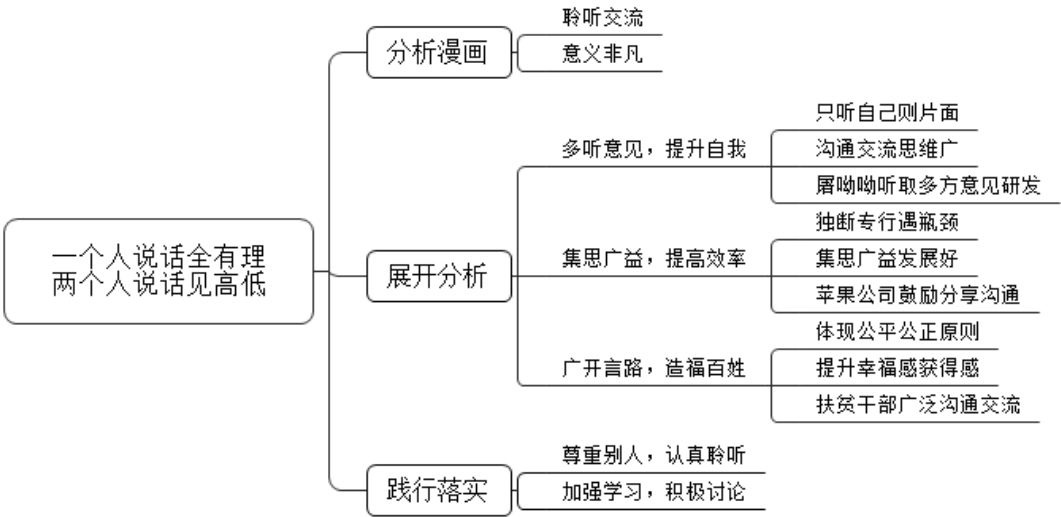 一个人说话全有理
两个人说话见高低
分析漫画
聆听交流
意义非凡
展开分析
多听意见，提升自我
只听自己则片面
沟通交流思维广
屠呦呦听取多方意见研发
集思广益，提高效率
独断专行遇瓶颈
集思广益发展好
苹果公司鼓励分享沟通
广开言路，造福百姓
体现公平公正原则
提升幸福感获得感
扶贫干部广泛沟通交流
践行落实
尊重别人，认真聆听
加强学习，积极讨论